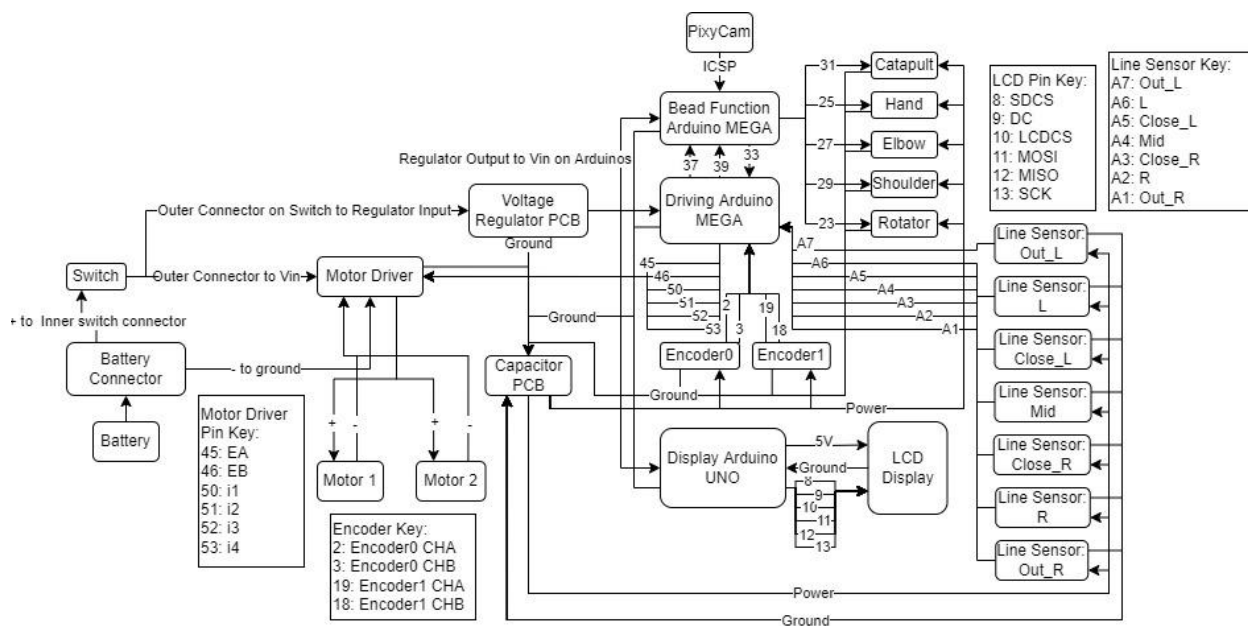 PixyCam
ICSP
Bead Function
Arduino MEGA
31
25
27
29
23
Catapult
Hand
Elbow
Shoulder
Rotator
LCD Pin Key:
8: SDCS
9: DC
10: LCDCS
11: MOSI
12: MISO
13: SCK
Line Sensor Key:
A7: Out_L
A6: L
A5: Close_L
A4: Mid
A3: Close_R
A2: R
A1: Out_R
Regulator Output to Vin on Arduinos
37
39
33
Driving Arduino
MEGA
Outer Connector on Switch to Regulator Input
Voltage
Regulator PCB
Ground
Switch
Outer Connector to Vin
Motor Driver
45
46
50
51
52
53
2
3
19
18
A7
A6
A5
A4
A3
A2
A1
Line Sensor:
Out_L
Line Sensor:
L
Line Sensor:
Close_L
Line Sensor:
Mid
Line Sensor:
Close_R
Line Sensor:
R
Line Sensor:
Out_R
+ to Inner switch connector
Battery
Connector
- to ground
Battery
Ground
Encoder0
Encoder1
Capacitor
PCB
Ground
Power
Motor Driver
Pin Key:
45: EA
46: EB
50: i1
51: i2
52: i3
53: i4
+
-
+
-
Motor 1
Motor 2
Encoder Key:
2: Encoder0 CHA
3: Encoder0 CHB
19: Encoder1 CHA
18: Encoder1 CHB
Display Arduino
UNO
5V
Ground
8
9
10
11
12
13
LCD
Display
Power
Ground